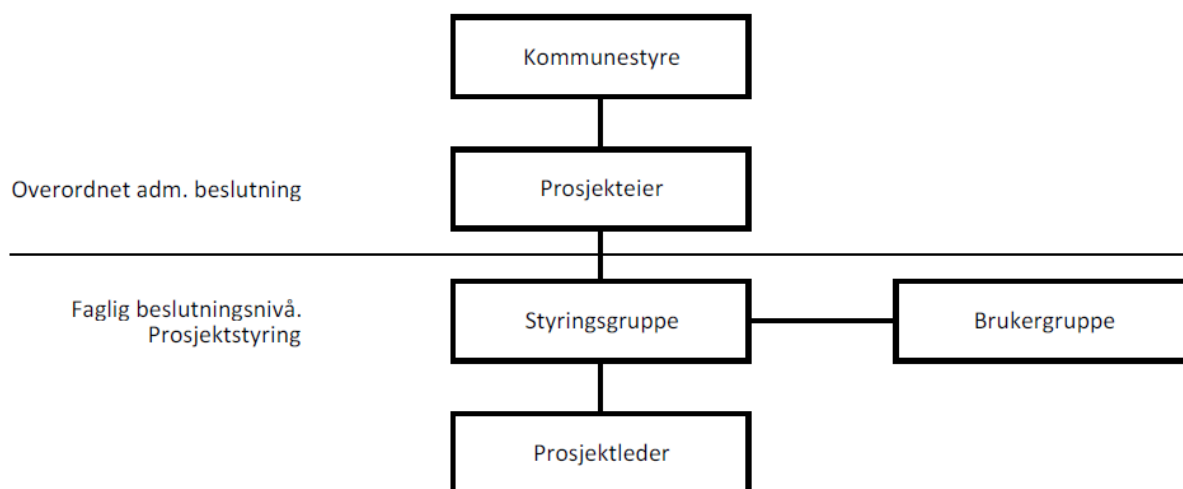 Kommunestyre
Overordnet adm. beslutning
Prosjekteier
Faglig beslutningsnivå.
Prosjektstyring
Styringsgruppe
Brukergruppe
Prosjektleder